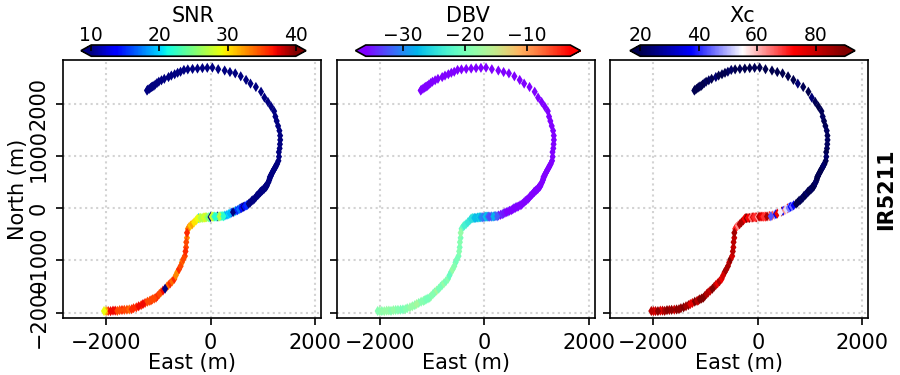 SNR DBV Xc
10 20 30 40 −30 −20 −10 20 40 60 80
North (m)
2000
1000
0
−1000
−2000
−2000 0 2000 −2000 0 2000 −2000 0 2000
East (m) East (m) East (m)
IR5211